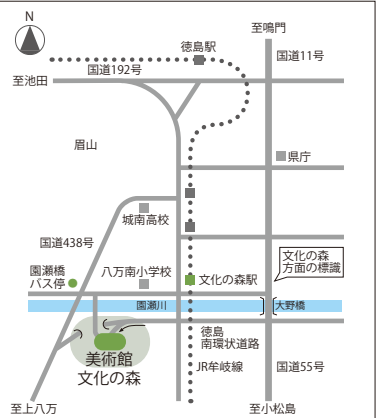 N
至鳴門
徳島駅
国道11号
国道192号
至池田
眉山
県庁
城南高校
国道438号
文化の森
方面の標識
園瀬橋
バス停
八万南小学校
文化の森駅
園瀬川
大野橋
徳島
南環状道路
美術館
文化の森
JR牟岐線
国道55号
至上八万
至小松島